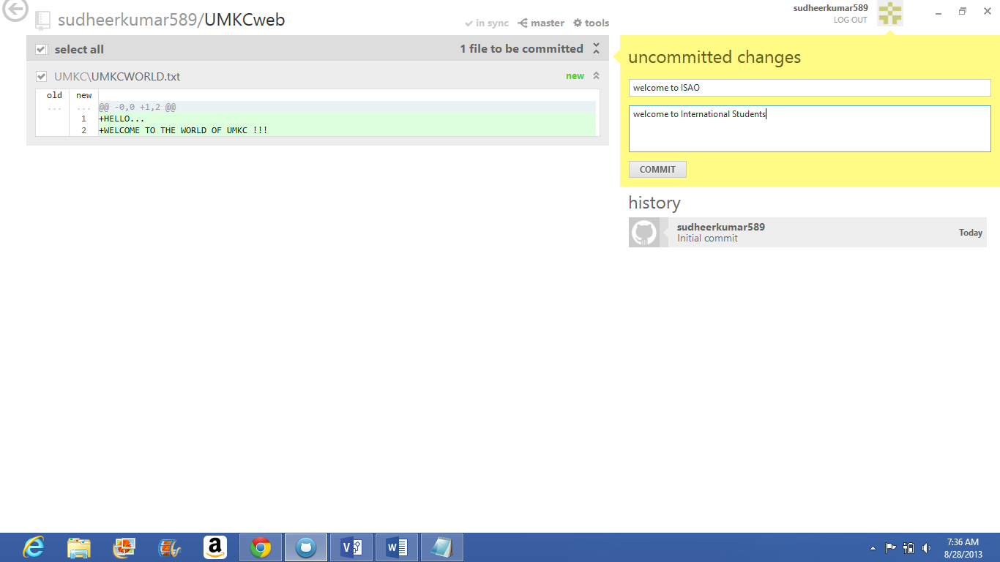 sudheerkumar589/UMKCweb
in sync master tools
sudheerkumar589
LOG OUT
select all 1 file to be committed
UMKC\UMKCWORLD.txt new
old new
... ... @@ -0,0 +1,2 @@
1 +HELLO...
2 +WELCOME TO THE WORLD OF UMKC !!!
uncommitted changes
welcome to ISAO
welcome to International Students
COMMIT
history
sudheerkumar589
Initial commit
Today
7:36 AM
8/28/2013